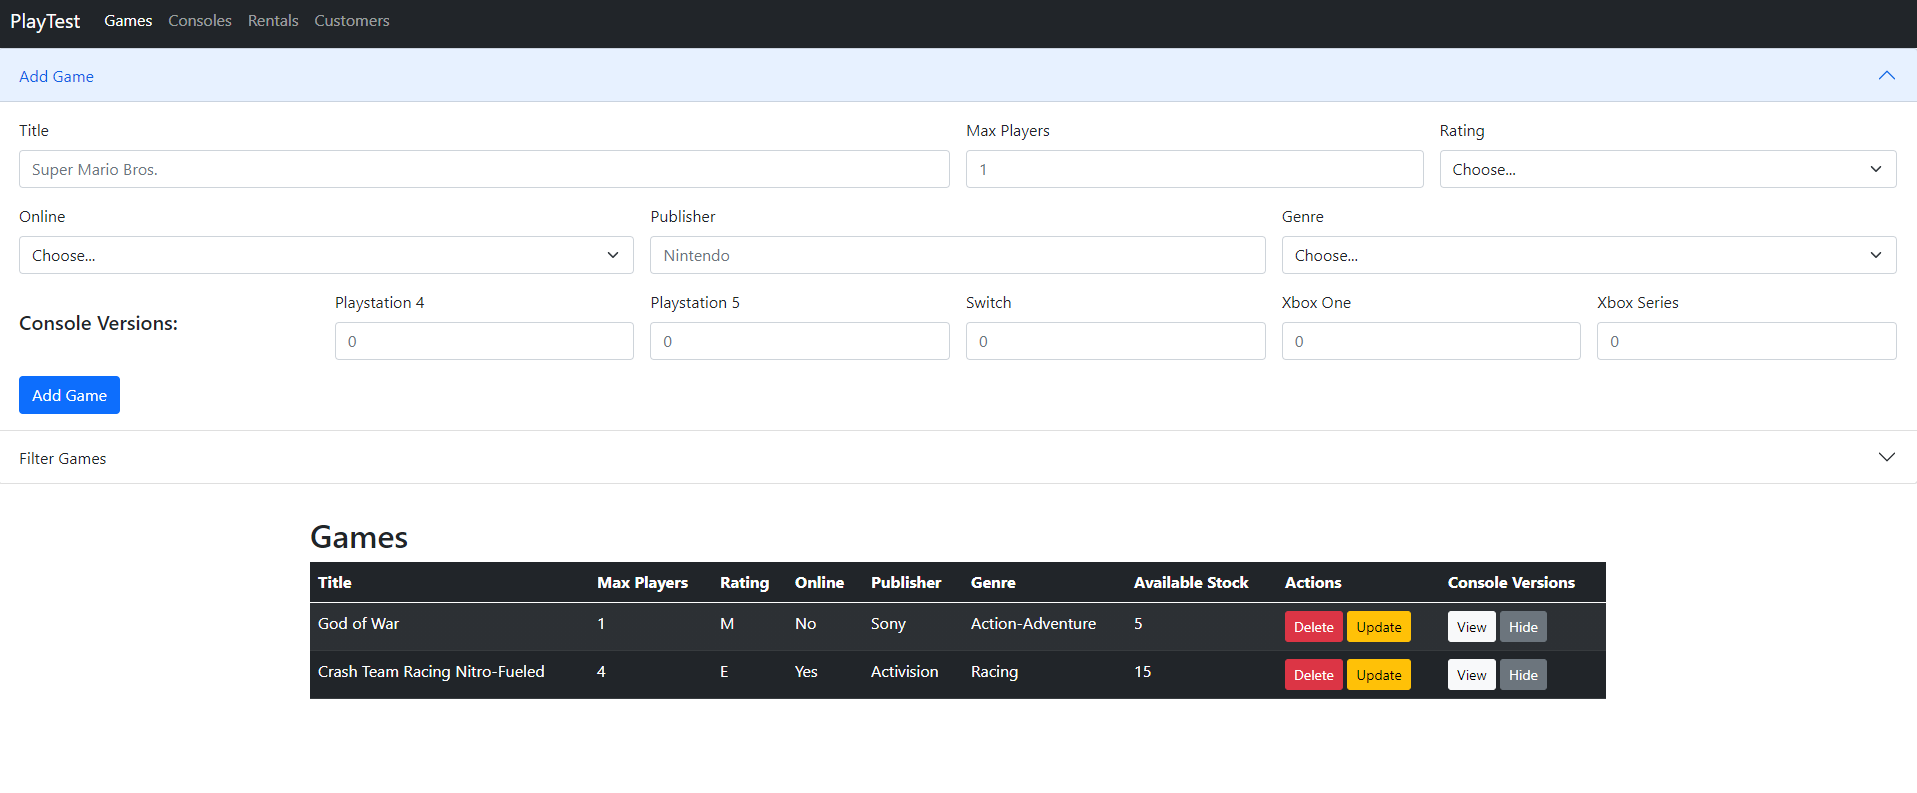 PlayTest Games Consoles Rentals Customers
Add Game
Title Max Players Rating
Super Mario Bros. 1 Choose...
Online Publisher Genre
Choose... Nintendo Choose...
Console Versions: Playstation 4 Playstation 5 Switch Xbox One Xbox Series
0 0 0 0 0
Add Game
Filter Games
Games
Title Max Players Rating Online Publisher Genre Available Stock Actions Console Versions
God of War 1 M No Sony Action-Adventure 5 Delete Update View Hide
Crash Team Racing Nitro-Fueled 4 E Yes Activision Racing 15 Delete Update View Hide